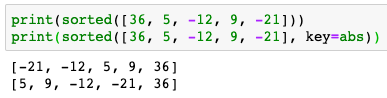 print(sorted([36, 5, -12, 9, -21]))
print(sorted([36, 5, -12, 9, -21], key=abs))
[-21, -12, 5, 9, 36]
[5, 9, -12, -21, 36]